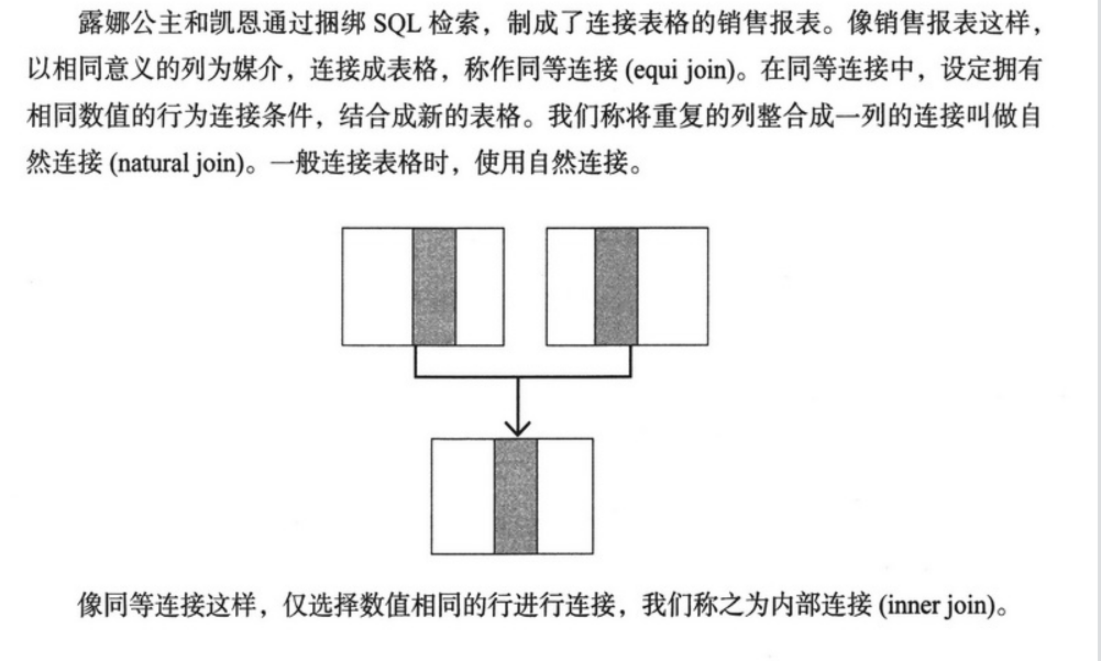 露娜公主和凯恩通过捆绑 SQL 检索，制成了连接表格的销售报表。像销售报表这样，
以相同意义的列为媒介，连接成表格，称作同等连接 (equi join)。在同等连接中，设定拥有
相同数值的行为连接条件，结合成新的表格。我们称将重复的列整合成一列的连接叫做自
然连接 (natural join)。一般连接表格时，使用自然连接。
像同等连接这样，仅选择数值相同的行进行连接，我们称之为内部连接 (inner join)。